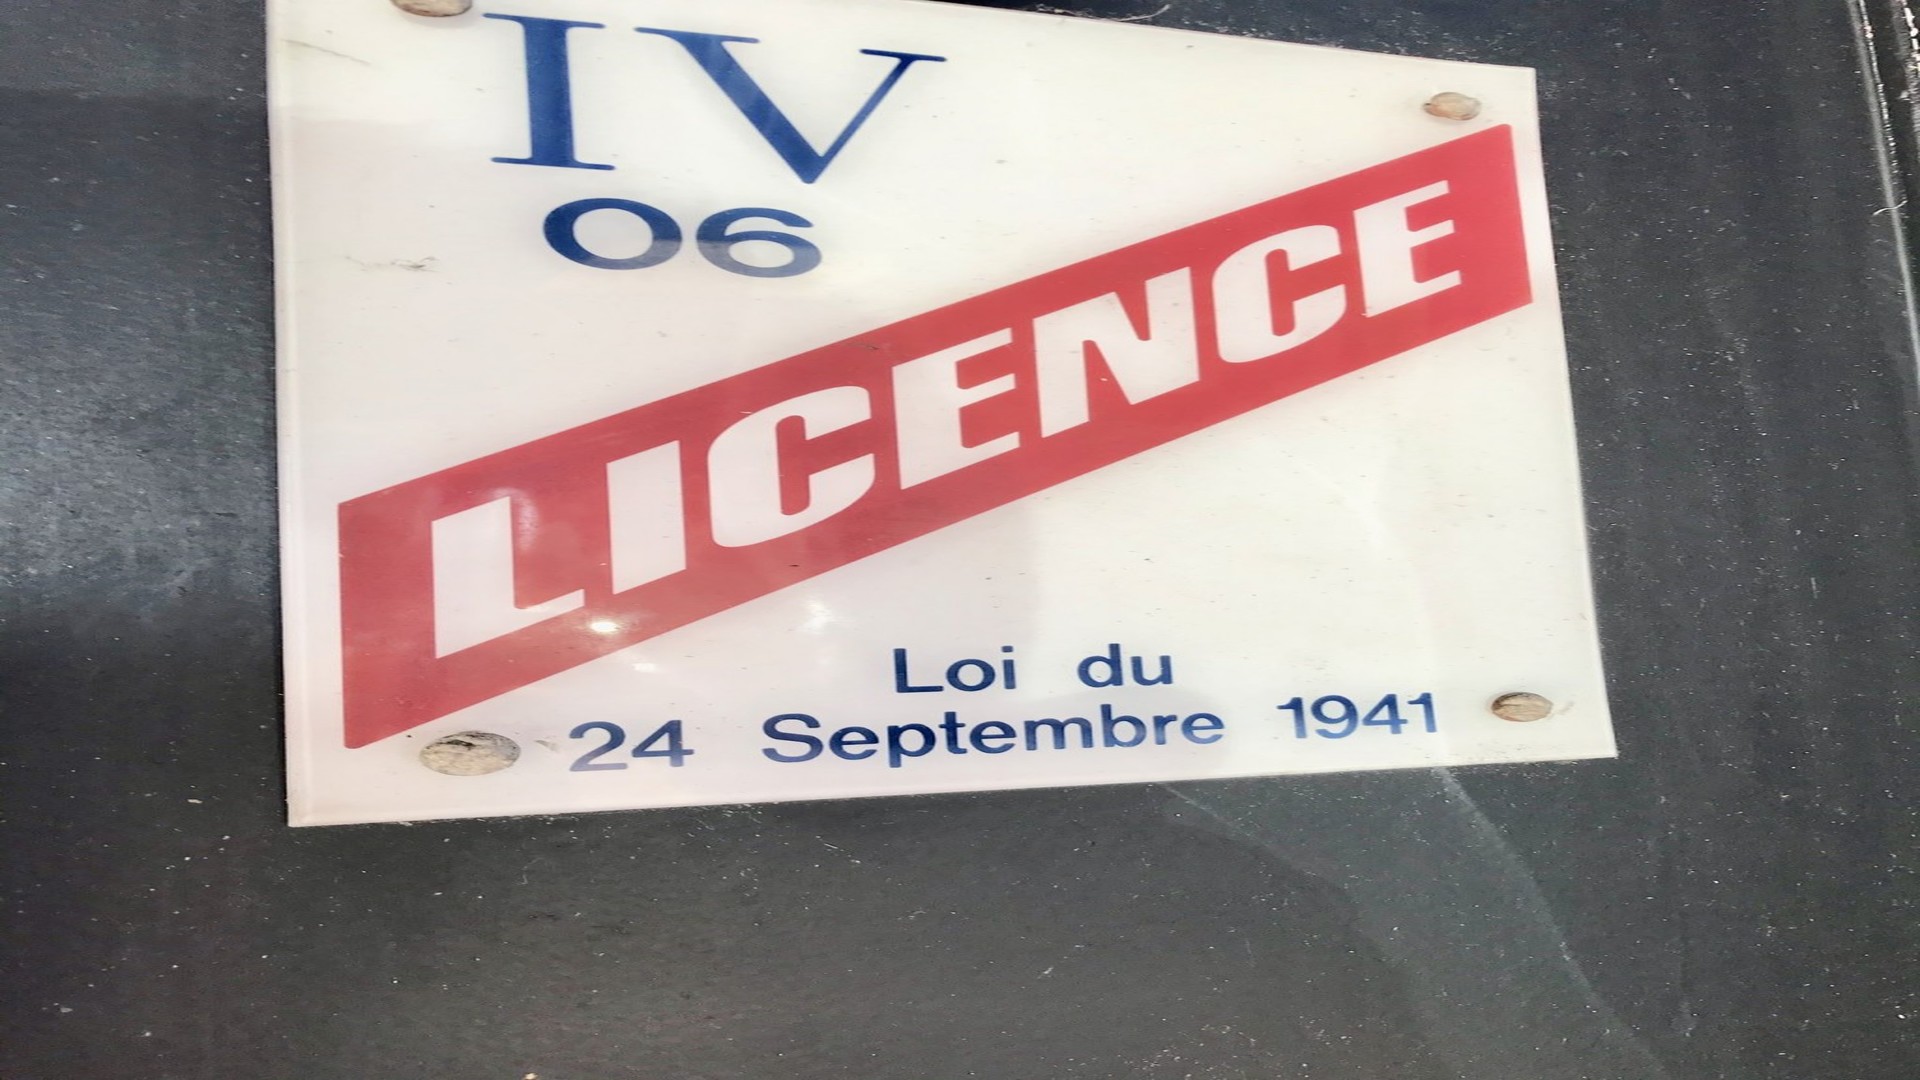 IV
06
LICENCE
Loi du
24 Septembre 1941